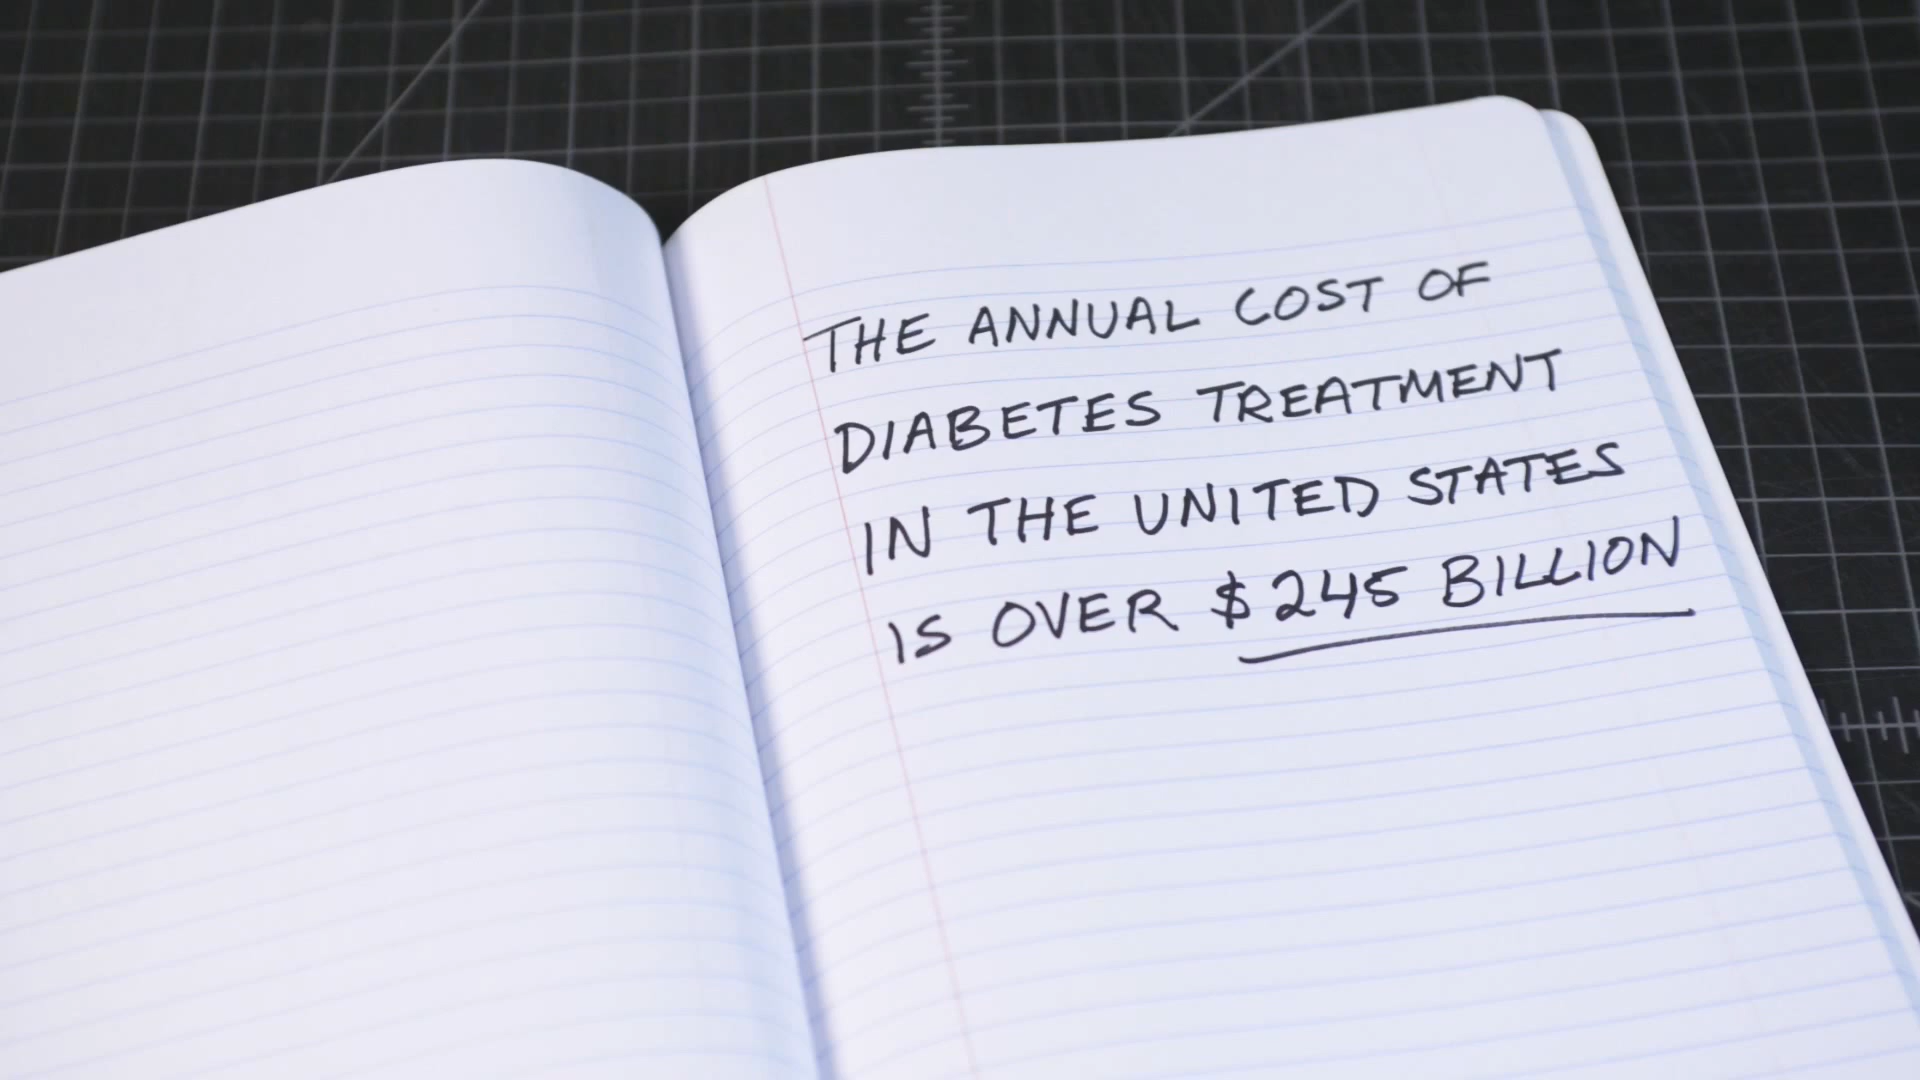 THE ANNUAL COST OF
DIABETES TREATMENT
IN THE UNITED STATES
IS OVER $245 BILLION